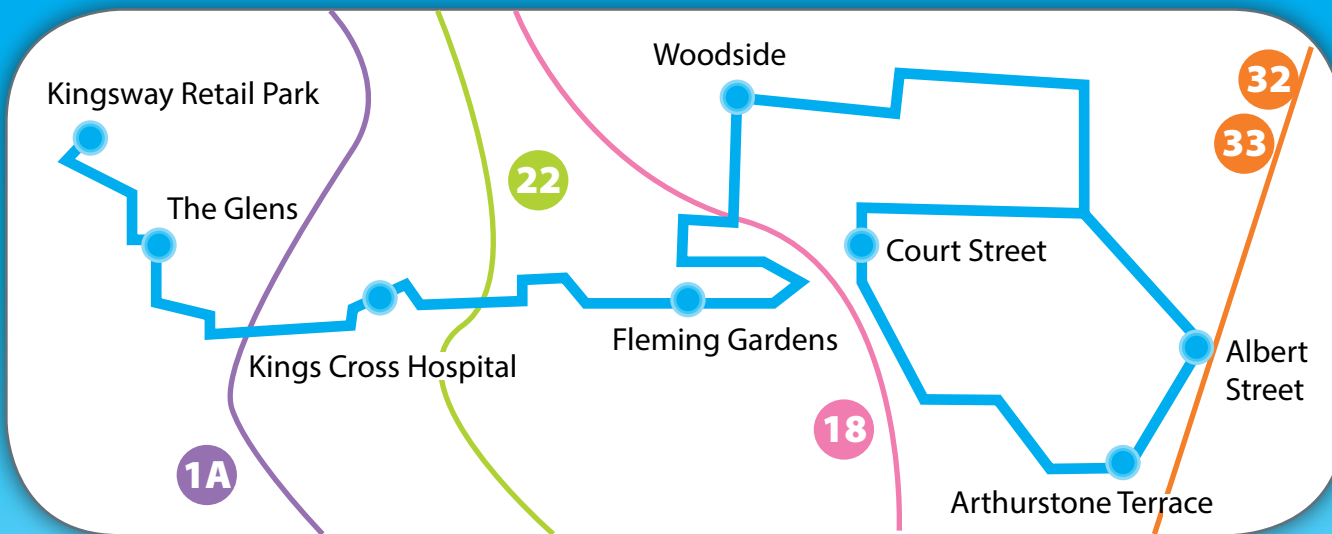 Woodside
32
Kingsway Retail Park
33
22
The Glens
Court Street
Fleming Gardens
Albert
Street
Kings Cross Hospital
18
1A
Arthurstone Terrace